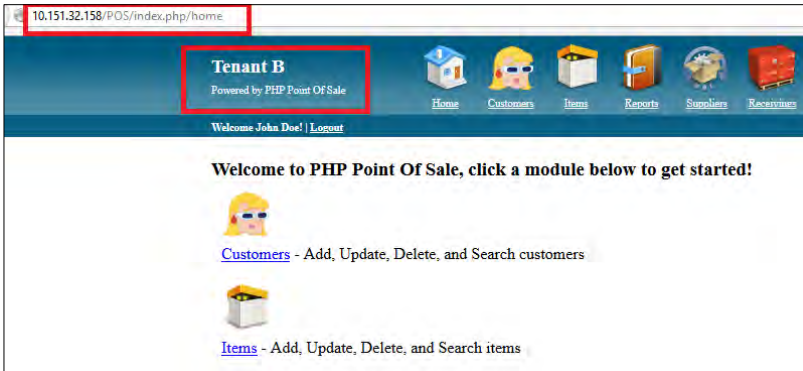 10.151.32.158/POS/index.php/home
Tenant B
Powered by PHP Point Of Sale
Home Customers Items Reports Suppliers Receivings
Welcome John Doe! | Logout
Welcome to PHP Point Of Sale, click a module below to get started!
Customers - Add, Update, Delete, and Search customers
Items - Add, Update, Delete, and Search items